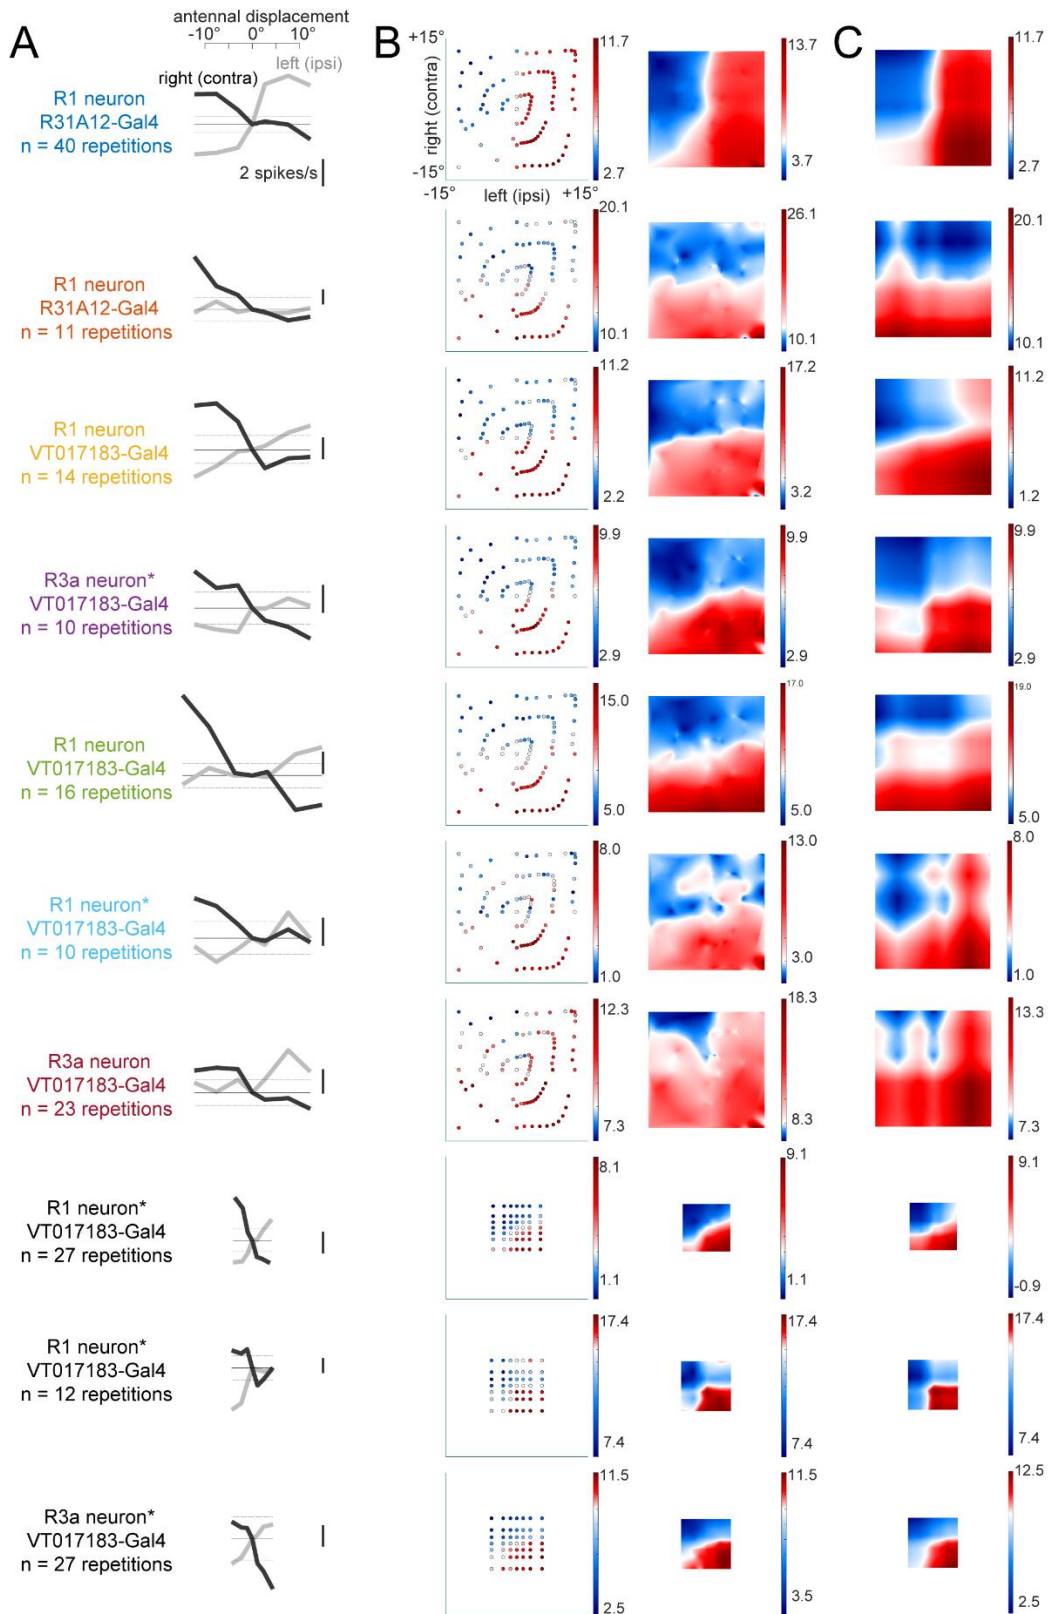 A
antennal displacement
-10° 0° 10°
right (contra)
left (ipsi)
R1 neuron
R31A12-Gal4
n = 40 repetitions
2 spikes/s
B
+15°
right (contra)
-15°
-15°
left (ipsi)
+15°
11.7
2.7
13.7
3.7
C
11.7
2.7
R1 neuron
R31A12-Gal4
n = 11 repetitions
20.1
10.1
26.1
10.1
20.1
10.1
R1 neuron
VT017183-Gal4
n = 14 repetitions
11.2
2.2
17.2
3.2
11.2
1.2
R3a neuron*
VT017183-Gal4
n = 10 repetitions
9.9
2.9
9.9
2.9
9.9
2.9
R1 neuron
VT017183-Gal4
n = 16 repetitions
15.0
5.0
17.0
5.0
19.0
5.0
R1 neuron*
VT017183-Gal4
n = 10 repetitions
8.0
1.0
13.0
3.0
8.0
1.0
R3a neuron
VT017183-Gal4
n = 23 repetitions
12.3
7.3
18.3
8.3
13.3
7.3
R1 neuron*
VT017183-Gal4
n = 27 repetitions
8.1
1.1
9.1
1.1
9.1
-0.9
R1 neuron*
VT017183-Gal4
n = 12 repetitions
17.4
7.4
17.4
7.4
17.4
7.4
R3a neuron*
VT017183-Gal4
n = 27 repetitions
11.5
2.5
11.5
3.5
12.5
2.5